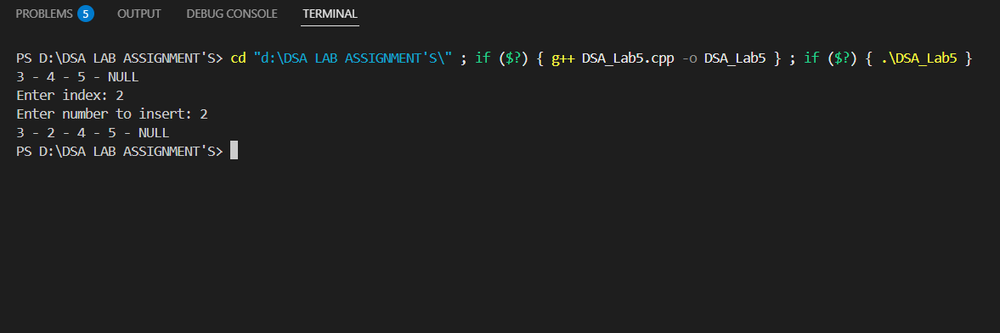 PROBLEMS 5 OUTPUT DEBUG CONSOLE TERMINAL
PS D:\DSA LAB ASSIGNMENT'S> cd "d:\DSA LAB ASSIGNMENT'S\" ; if ($?) { g++ DSA_Lab5.cpp -o DSA_Lab5 } ; if ($?) { .\DSA_Lab5 }
3 - 4 - 5 - NULL
Enter index: 2
Enter number to insert: 2
3 - 2 - 4 - 5 - NULL
PS D:\DSA LAB ASSIGNMENT'S>